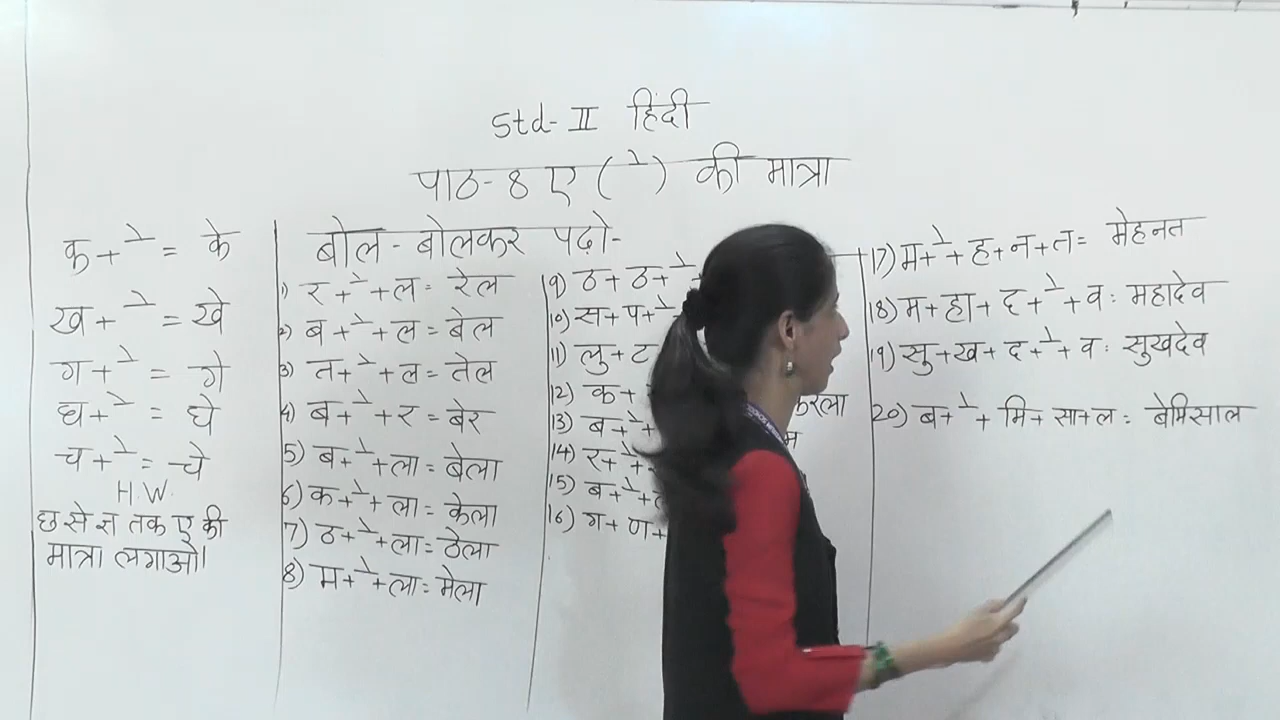 Std- II हिंदी
पाठ- 8 ए ( े ) की मात्रा
क + े = के
ख + े = खे
ग + े = गे
घ + े = घे
च + े = चे
H.W.
छ से ज्ञ तक ए की
मात्रा लगाओ।
बोल - बोलकर पढ़ो-
1) र + े + ल = रेल
2) ब + े + ल = बेल
3) त + े + ल = तेल
4) ब + े + र = बेर
5) ब + े + ला = बेला
6) क + े + ला = केला
7) ठ + े + ला = ठेला
8) म + े + ला = मेला
9) ठ + ठ + े +
10) स + प + े
11) लु + ट
12) क +
13) ब + े +
14) र + े +
15) ब + े +
16) ग + ण +
17) म + े + ह + न + त = मेहनत
18) म + हा + द + े + व = महादेव
19) सु + ख + द + े + व = सुखदेव
20) ब + े + मि + सा + ल = बेमिसाल